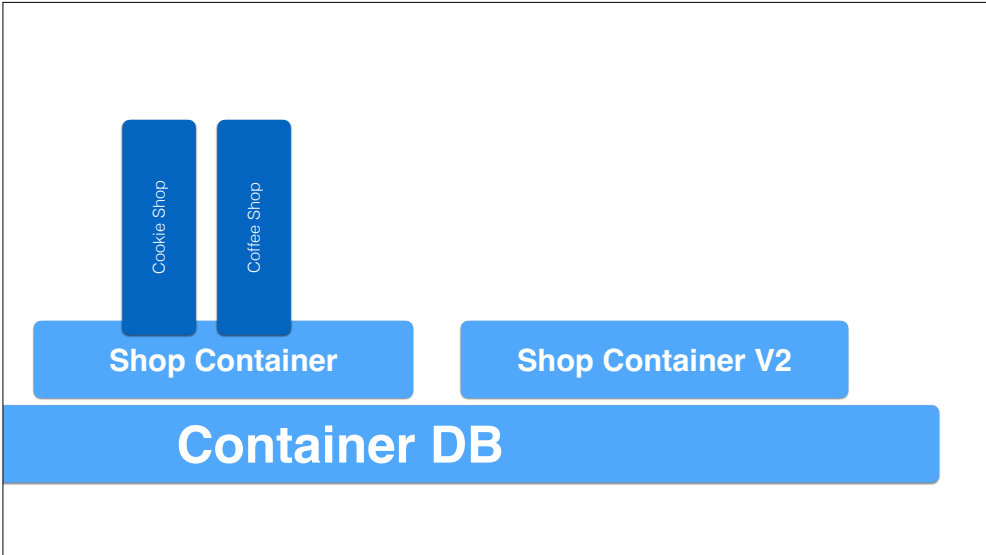 Cookie Shop
Coffee Shop
Shop Container
Shop Container V2
Container DB